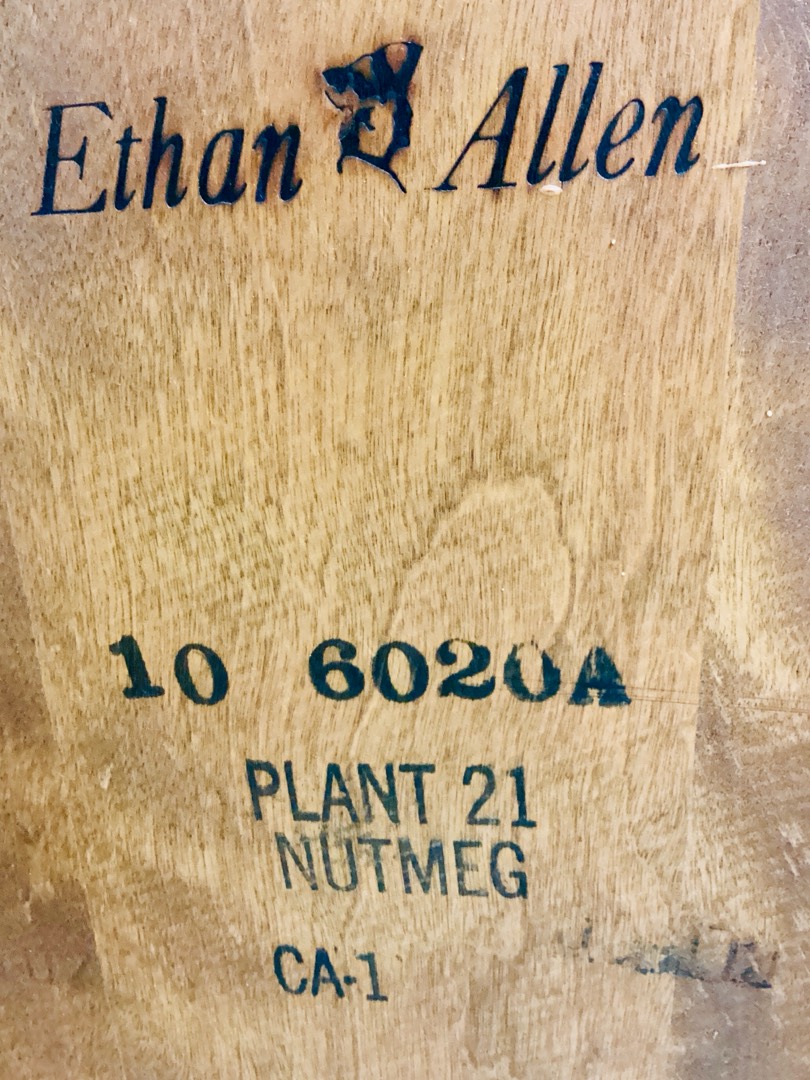 Ethan Allen
10 6020A
PLANT 21
NUTMEG
CA-1